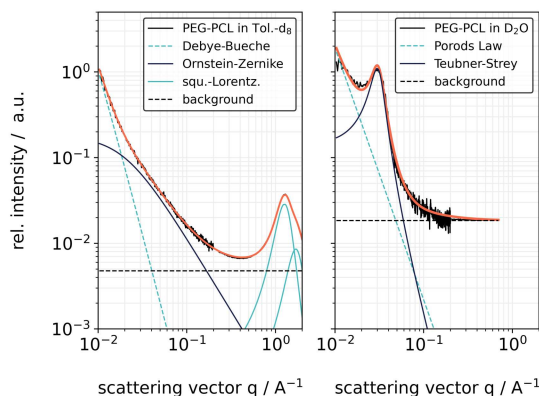 PEG-PCL in Tol.-d₈
Debye-Bueche
Ornstein-Zernike
squ.-Lorentz.
background
PEG-PCL in D₂O
Porods Law
Teubner-Strey
background
rel. intensity / a.u.
10⁰
10⁻¹
10⁻²
10⁻³
10⁻² 10⁻¹ 10⁰
10⁻² 10⁻¹ 10⁰
scattering vector q / A⁻¹
scattering vector q / A⁻¹